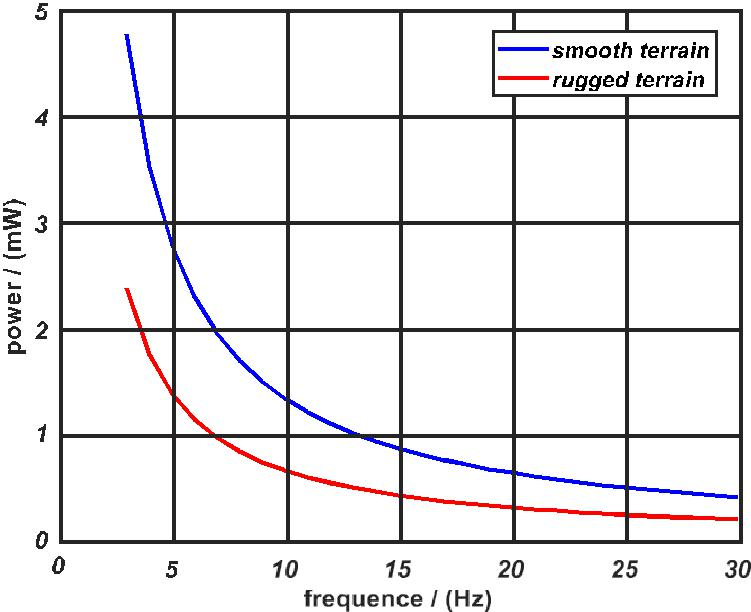 5
smooth terrain
rugged terrain
4
3
2
1
0
power / (mW)
0 5 10 15 20 25 30
frequence / (Hz)